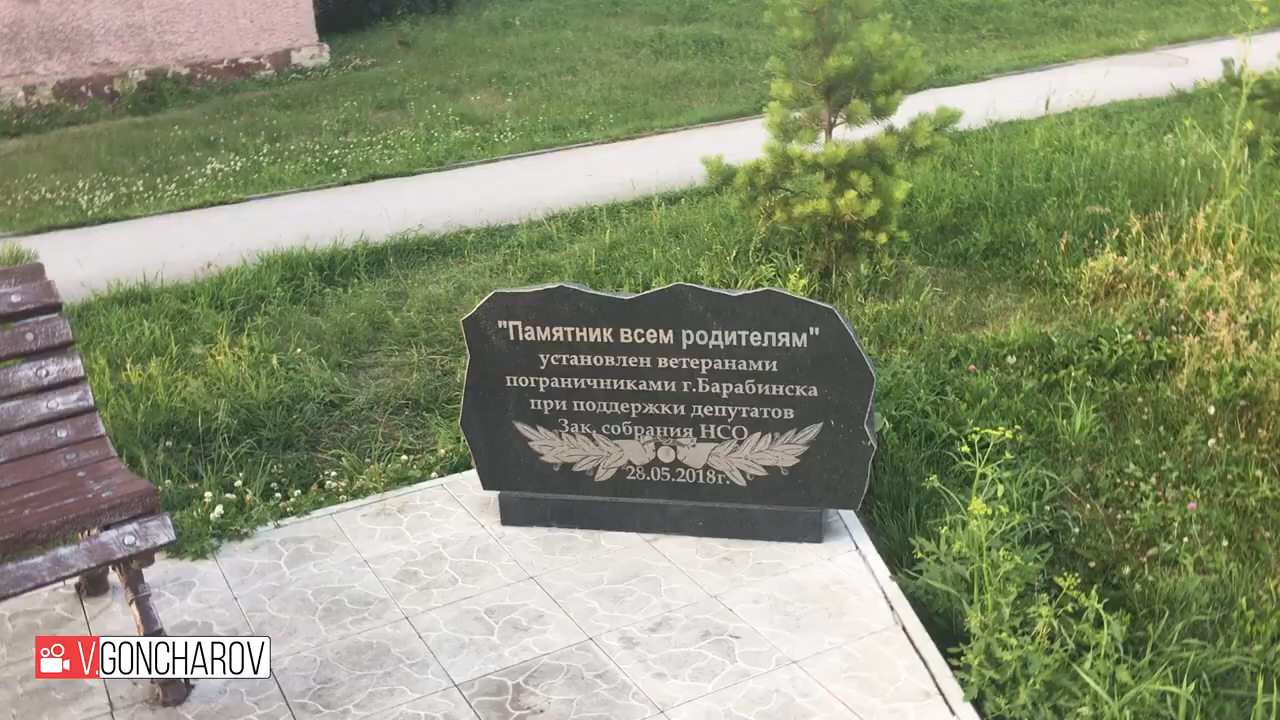 "Памятник всем родителям"
установлен ветеранами
пограничниками г.Барабинска
при поддержки депутатов
Зак. собрания НСО
28.05.2018г.
V.GONCHAROV